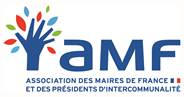 AMF
ASSOCIATION DES MAIRES DE FRANCE
ET DES PRÉSIDENTS D'INTERCOMMUNALITÉ